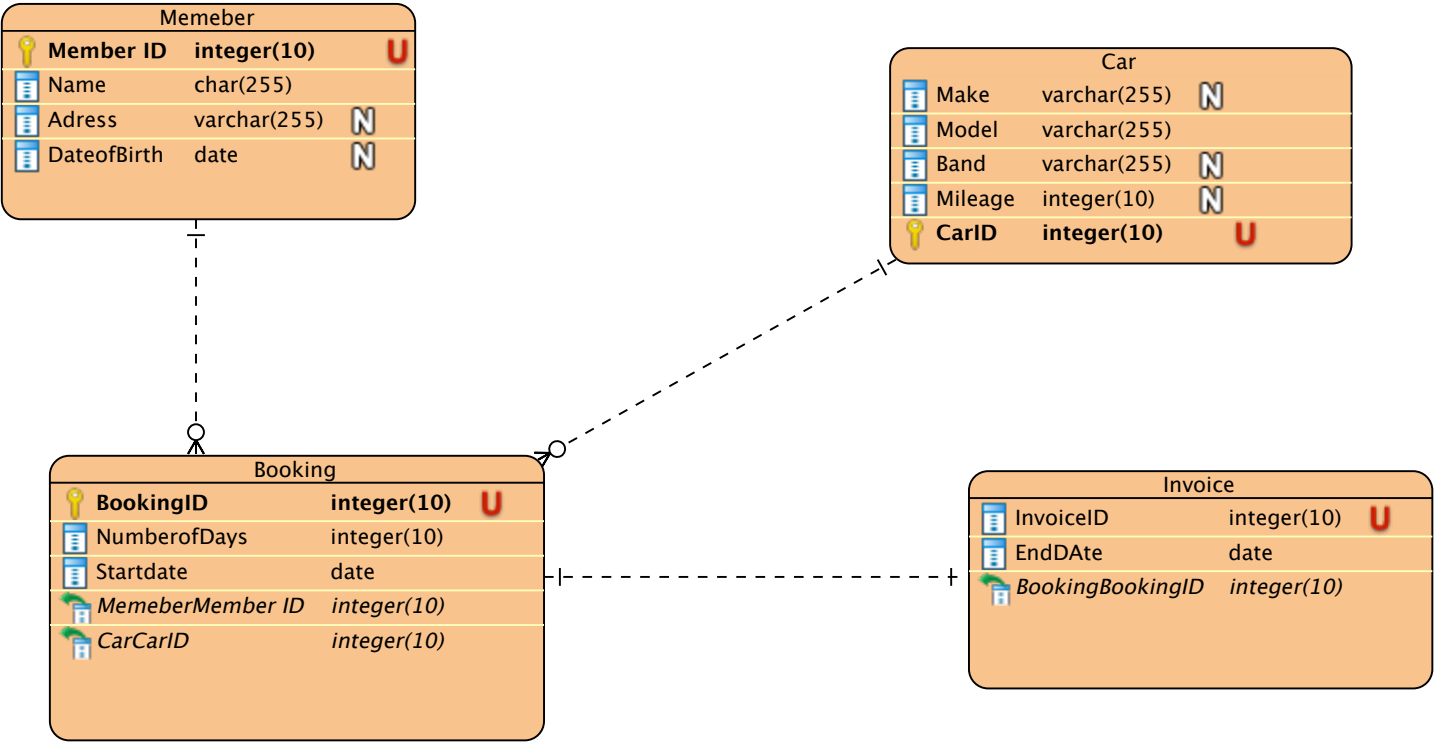 Memeber
Member ID integer(10) U
Name char(255)
Adress varchar(255) N
DateofBirth date N
Car
Make varchar(255) N
Model varchar(255)
Band varchar(255) N
Mileage integer(10) N
CarID integer(10) U
Booking
BookingID integer(10) U
NumberofDays integer(10)
Startdate date
MemeberMember ID integer(10)
CarCarID integer(10)
Invoice
InvoiceID integer(10) U
EndDAte date
BookingBookingID integer(10)